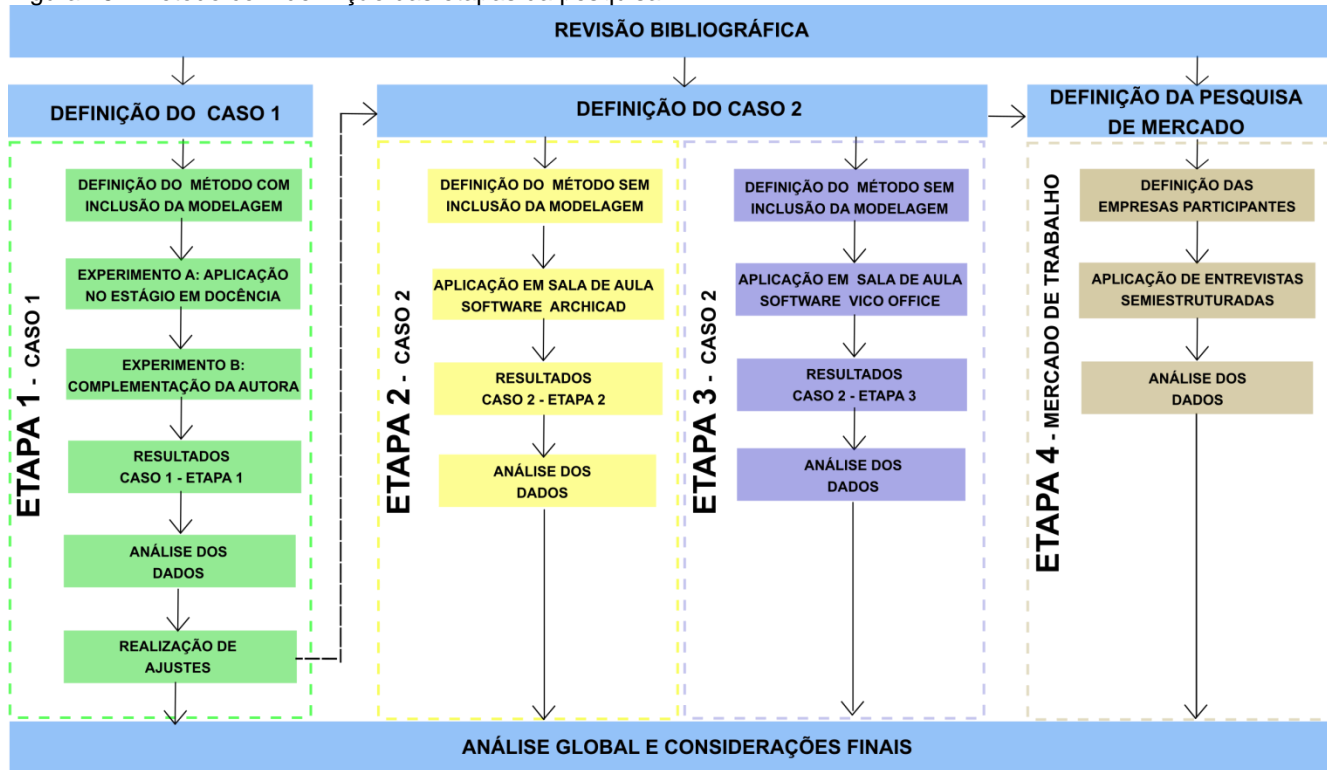 REVISÃO BIBLIOGRÁFICA
DEFINIÇÃO DO CASO 1
DEFINIÇÃO DO CASO 2
DEFINIÇÃO DA PESQUISA
DE MERCADO
ETAPA 1 - CASO 1
DEFINIÇÃO DO MÉTODO COM
INCLUSÃO DA MODELAGEM
EXPERIMENTO A: APLICAÇÃO
NO ESTÁGIO EM DOCÊNCIA
EXPERIMENTO B:
COMPLEMENTAÇÃO DA AUTORA
RESULTADOS
CASO 1 - ETAPA 1
ANÁLISE DOS
DADOS
REALIZAÇÃO DE
AJUSTES
ETAPA 2 - CASO 2
DEFINIÇÃO DO MÉTODO SEM
INCLUSÃO DA MODELAGEM
APLICAÇÃO EM SALA DE AULA
SOFTWARE ARCHICAD
RESULTADOS
CASO 2 - ETAPA 2
ANÁLISE DOS
DADOS
ETAPA 3 - CASO 2
DEFINIÇÃO DO MÉTODO SEM
INCLUSÃO DA MODELAGEM
APLICAÇÃO EM SALA DE AULA
SOFTWARE VICO OFFICE
RESULTADOS
CASO 2 - ETAPA 3
ANÁLISE DOS
DADOS
ETAPA 4 - MERCADO DE TRABALHO
DEFINIÇÃO DAS
EMPRESAS PARTICIPANTES
APLICAÇÃO DE ENTREVISTAS
SEMIESTRUTURADAS
ANÁLISE DOS
DADOS
ANÁLISE GLOBAL E CONSIDERAÇÕES FINAIS